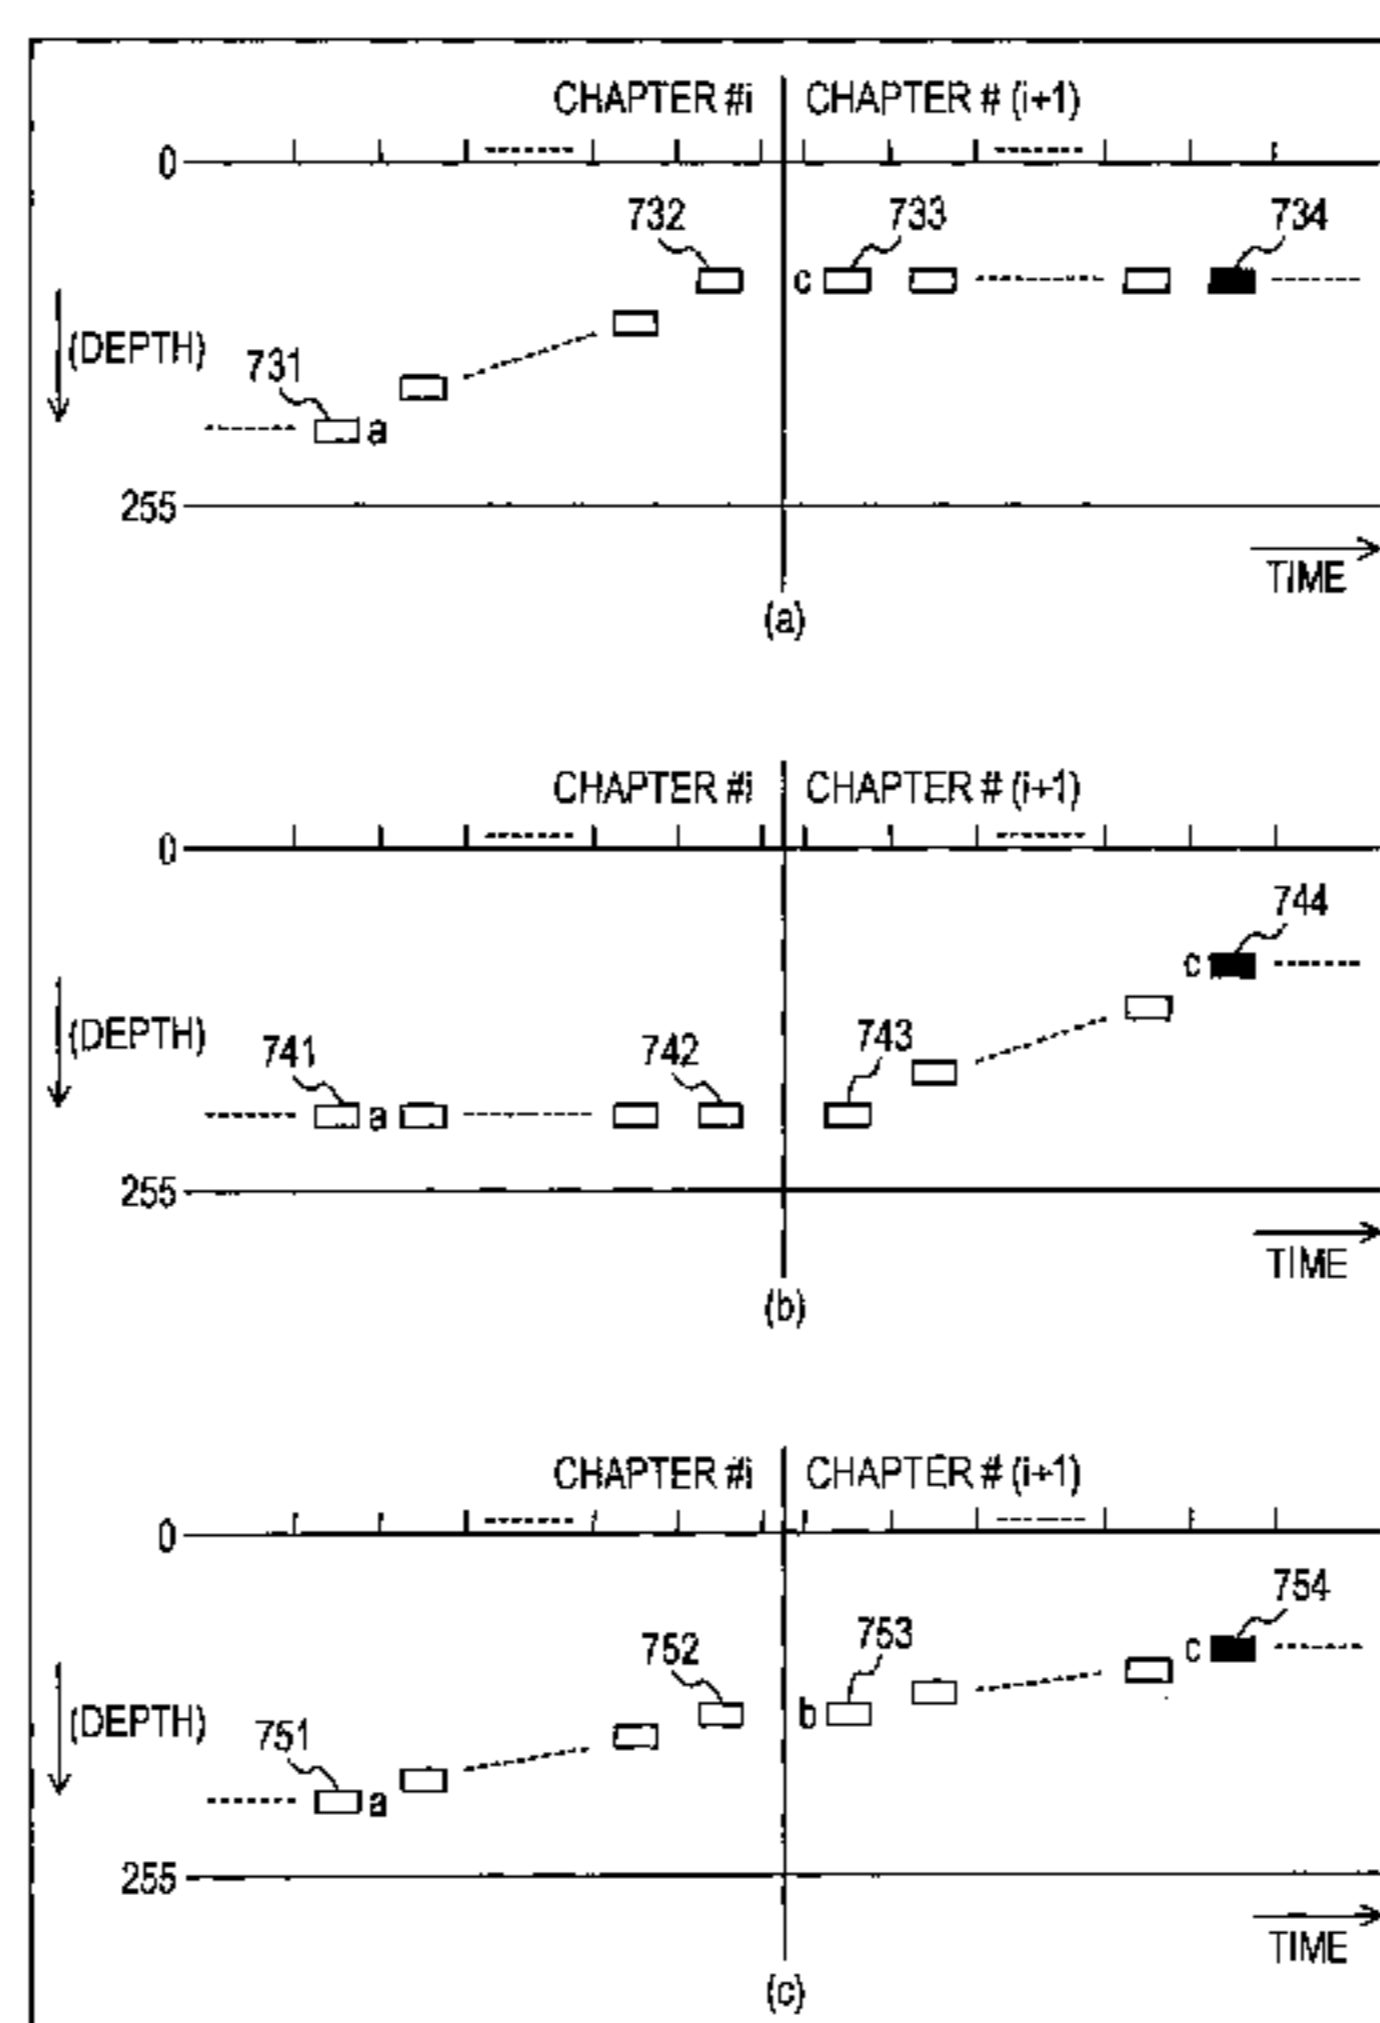 CHAPTER #i CHAPTER # (i+1)
0
732 733 734
c
(DEPTH)
731
a
255
TIME
(a)
CHAPTER #i CHAPTER # (i+1)
0
744
c
(DEPTH)
741 742 743
a
255
TIME
(b)
CHAPTER #i CHAPTER # (i+1)
0
754
752 753 c
b
(DEPTH)
751
a
255
TIME
(c)